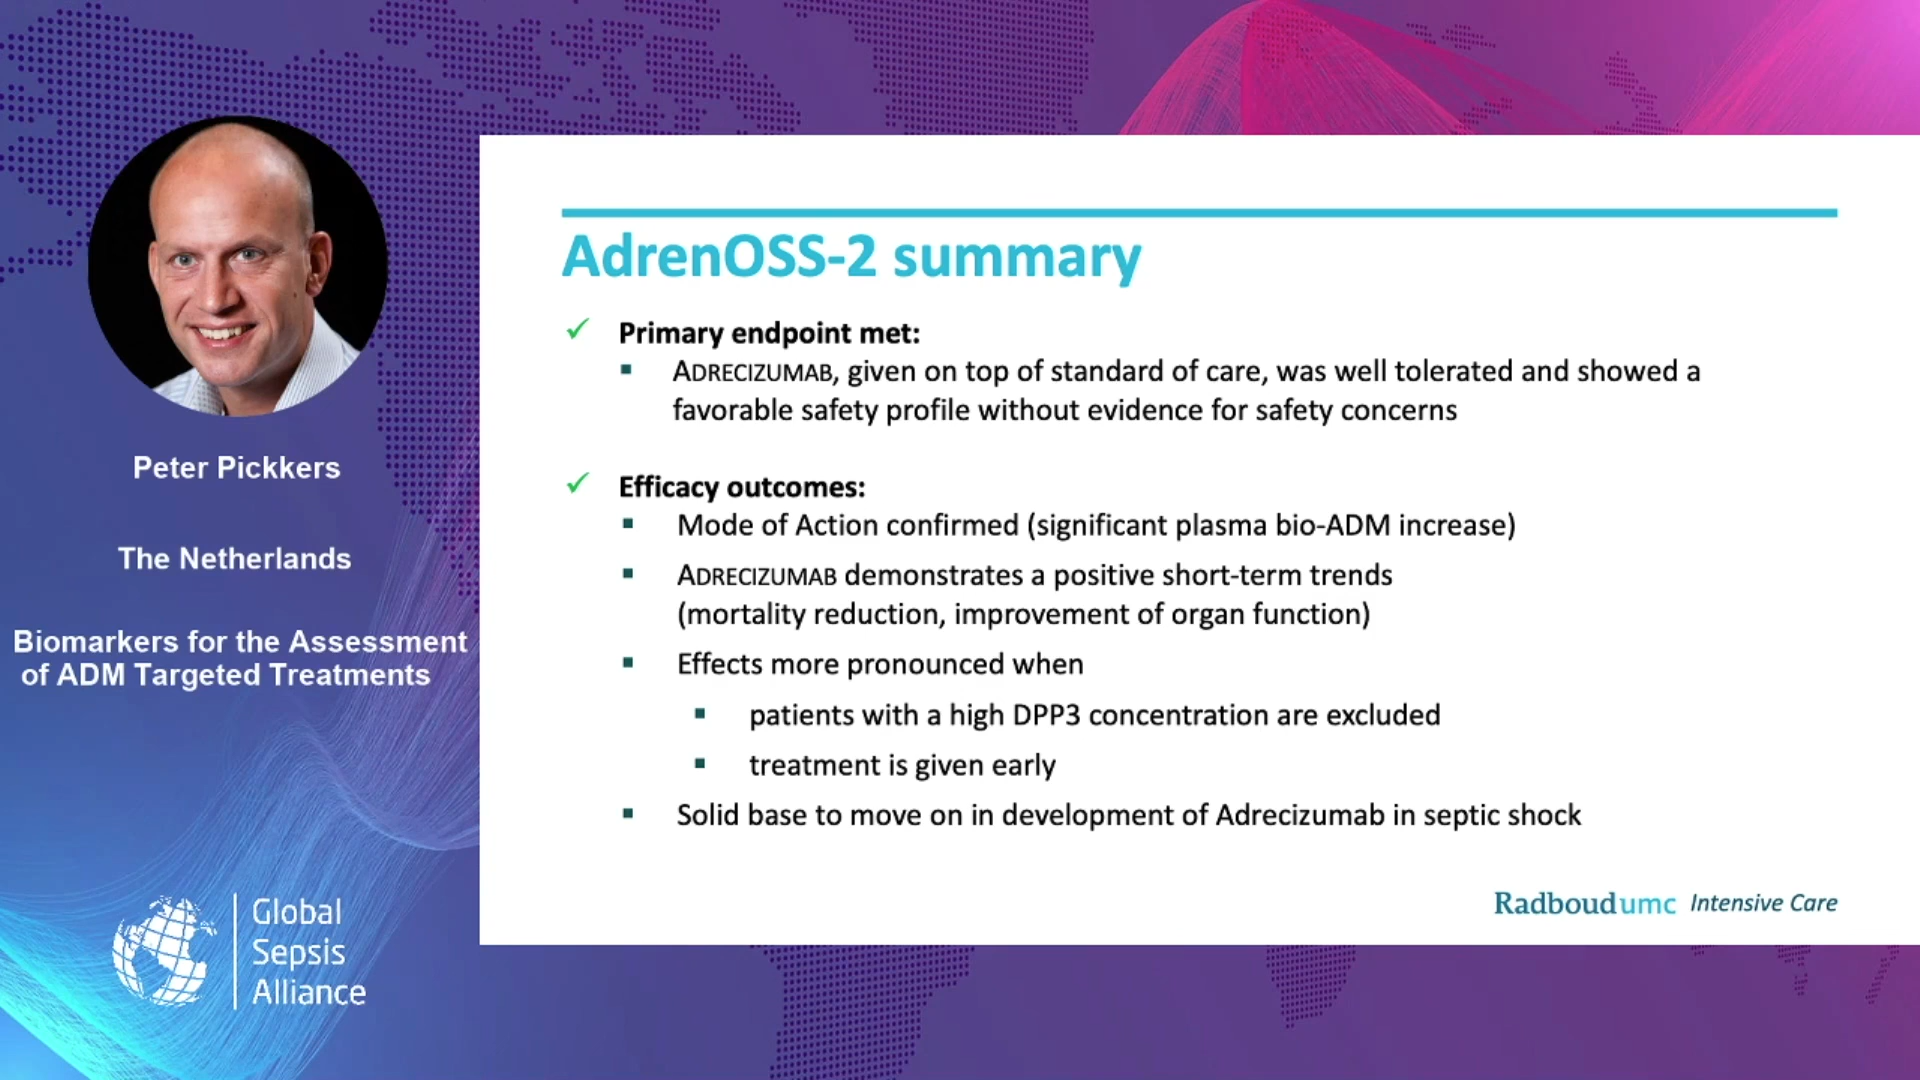 Peter Pickkers
The Netherlands
Biomarkers for the Assessment
of ADM Targeted Treatments
Global
Sepsis
Alliance
AdrenOSS-2 summary
✓ Primary endpoint met:
▪ ADRECIZUMAB, given on top of standard of care, was well tolerated and showed a
favorable safety profile without evidence for safety concerns
✓ Efficacy outcomes:
▪ Mode of Action confirmed (significant plasma bio-ADM increase)
▪ ADRECIZUMAB demonstrates a positive short-term trends
(mortality reduction, improvement of organ function)
▪ Effects more pronounced when
▪ patients with a high DPP3 concentration are excluded
▪ treatment is given early
▪ Solid base to move on in development of Adrecizumab in septic shock
Radboudumc Intensive Care